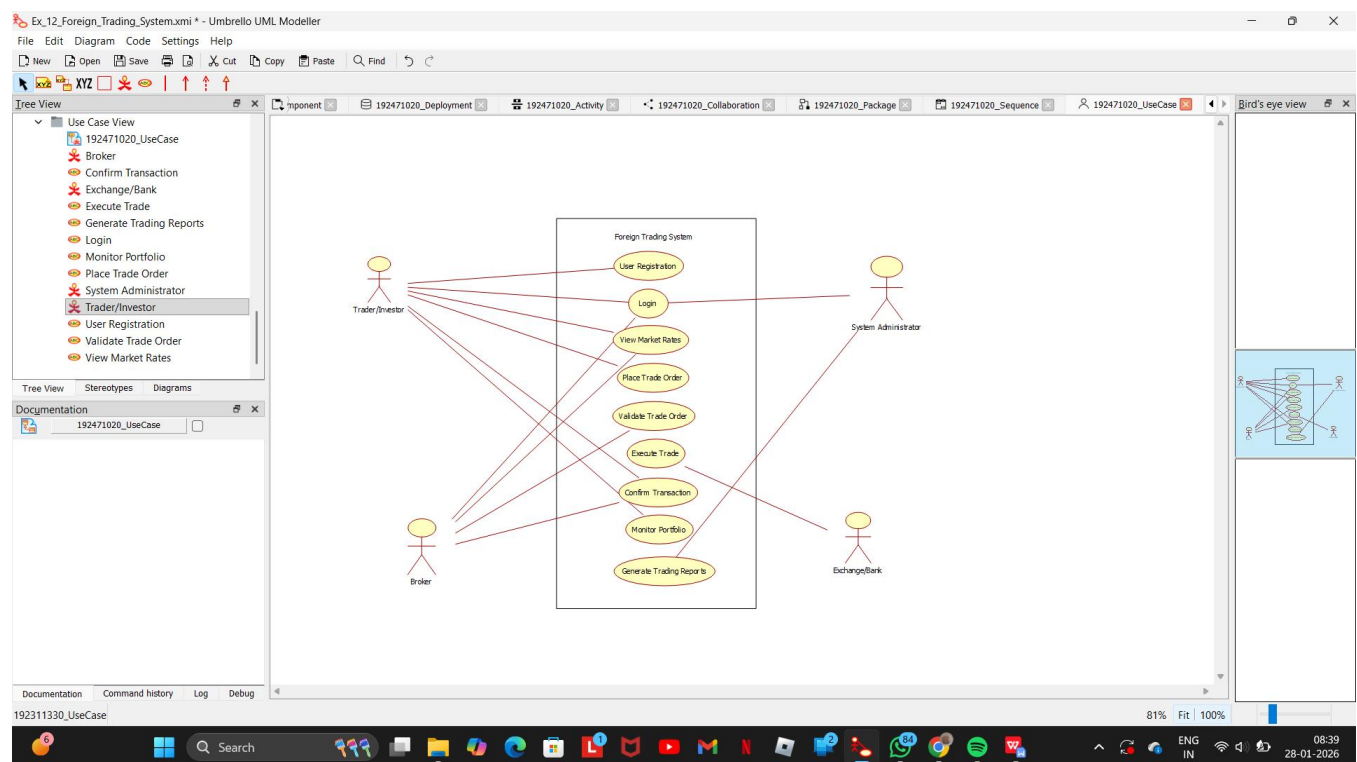 Ex_12_Foreign_Trading_System.xmi * - Umbrello UML Modeller
File Edit Diagram Code Settings Help
New Open Save Cut Copy Paste Find
XYZ
Tree View
mponent 192471020_Deployment 192471020_Activity 192471020_Collaboration 192471020_Package 192471020_Sequence 192471020_UseCase
Bird's eye view
Use Case View
192471020_UseCase
Broker
Confirm Transaction
Exchange/Bank
Execute Trade
Generate Trading Reports
Login
Monitor Portfolio
Place Trade Order
System Administrator
Trader/Investor
User Registration
Validate Trade Order
View Market Rates
Tree View Stereotypes Diagrams
Documentation
192471020_UseCase
Foreign Trading System
User Registration
Login
View Market Rates
Place Trade Order
Validate Trade Order
Execute Trade
Confirm Transaction
Monitor Portfolio
Generate Trading Reports
Trader/Investor
System Administrator
Broker
Exchange/Bank
Documentation Command history Log Debug
192311330_UseCase
81% Fit 100%
6
Search
1
2
84
ENG
IN
08:39
28-01-2026